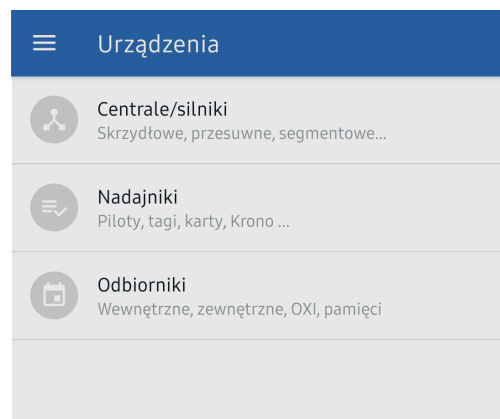 Urządzenia
Centrale/silniki
Skrzydłowe, przesuwne, segmentowe...
Nadajniki
Piloty, tagi, karty, Krono ...
Odbiorniki
Wewnętrzne, zewnętrzne, OXI, pamięci